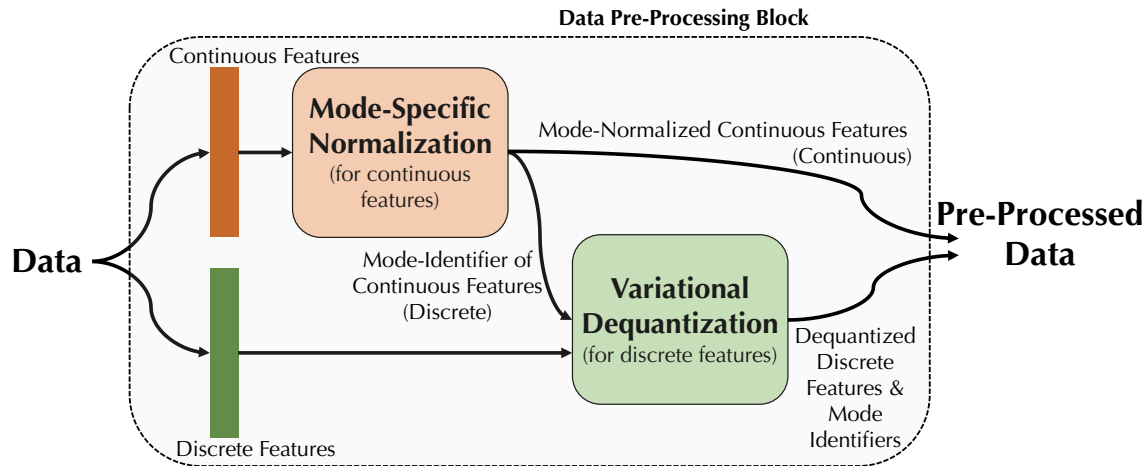 Data Pre-Processing Block
Continuous Features
Mode-Specific
Normalization
(for continuous
features)
Mode-Normalized Continuous Features
(Continuous)
Pre-Processed
Data
Data
Mode-Identifier of
Continuous Features
(Discrete)
Variational
Dequantization
(for discrete features)
Dequantized
Discrete
Features &
Mode
Identifiers
Discrete Features